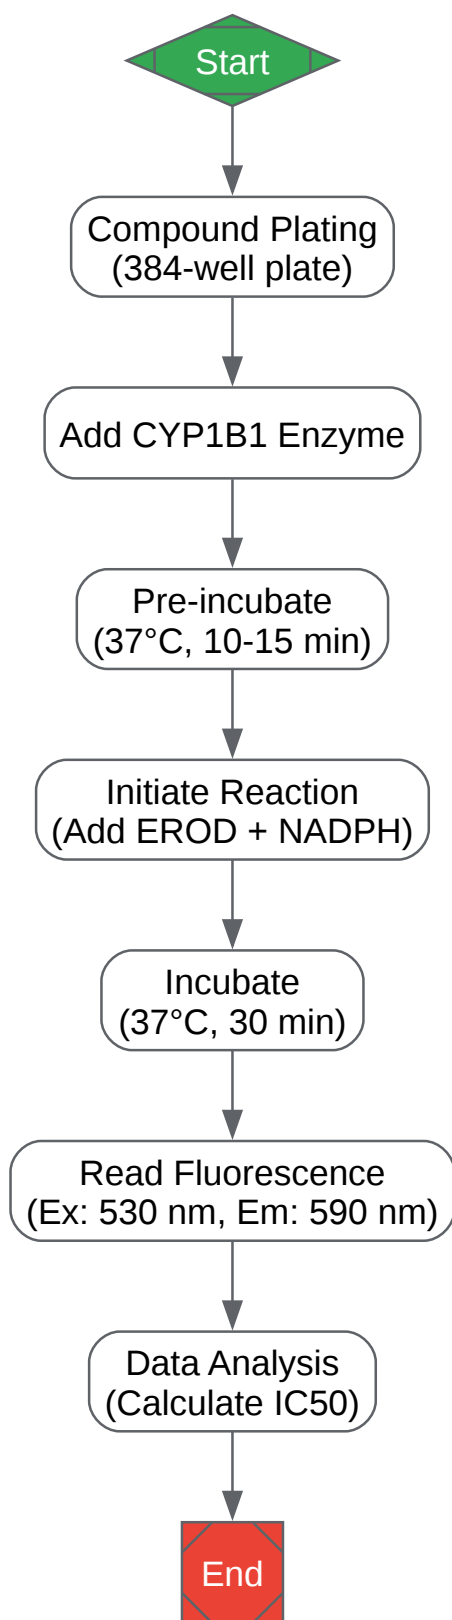 Start
Compound Plating
(384-well plate)
Add CYP1B1 Enzyme
Pre-incubate
(37°C, 10-15 min)
Initiate Reaction
(Add EROD + NADPH)
Incubate
(37°C, 30 min)
Read Fluorescence
(Ex: 530 nm, Em: 590 nm)
Data Analysis
(Calculate IC50)
End